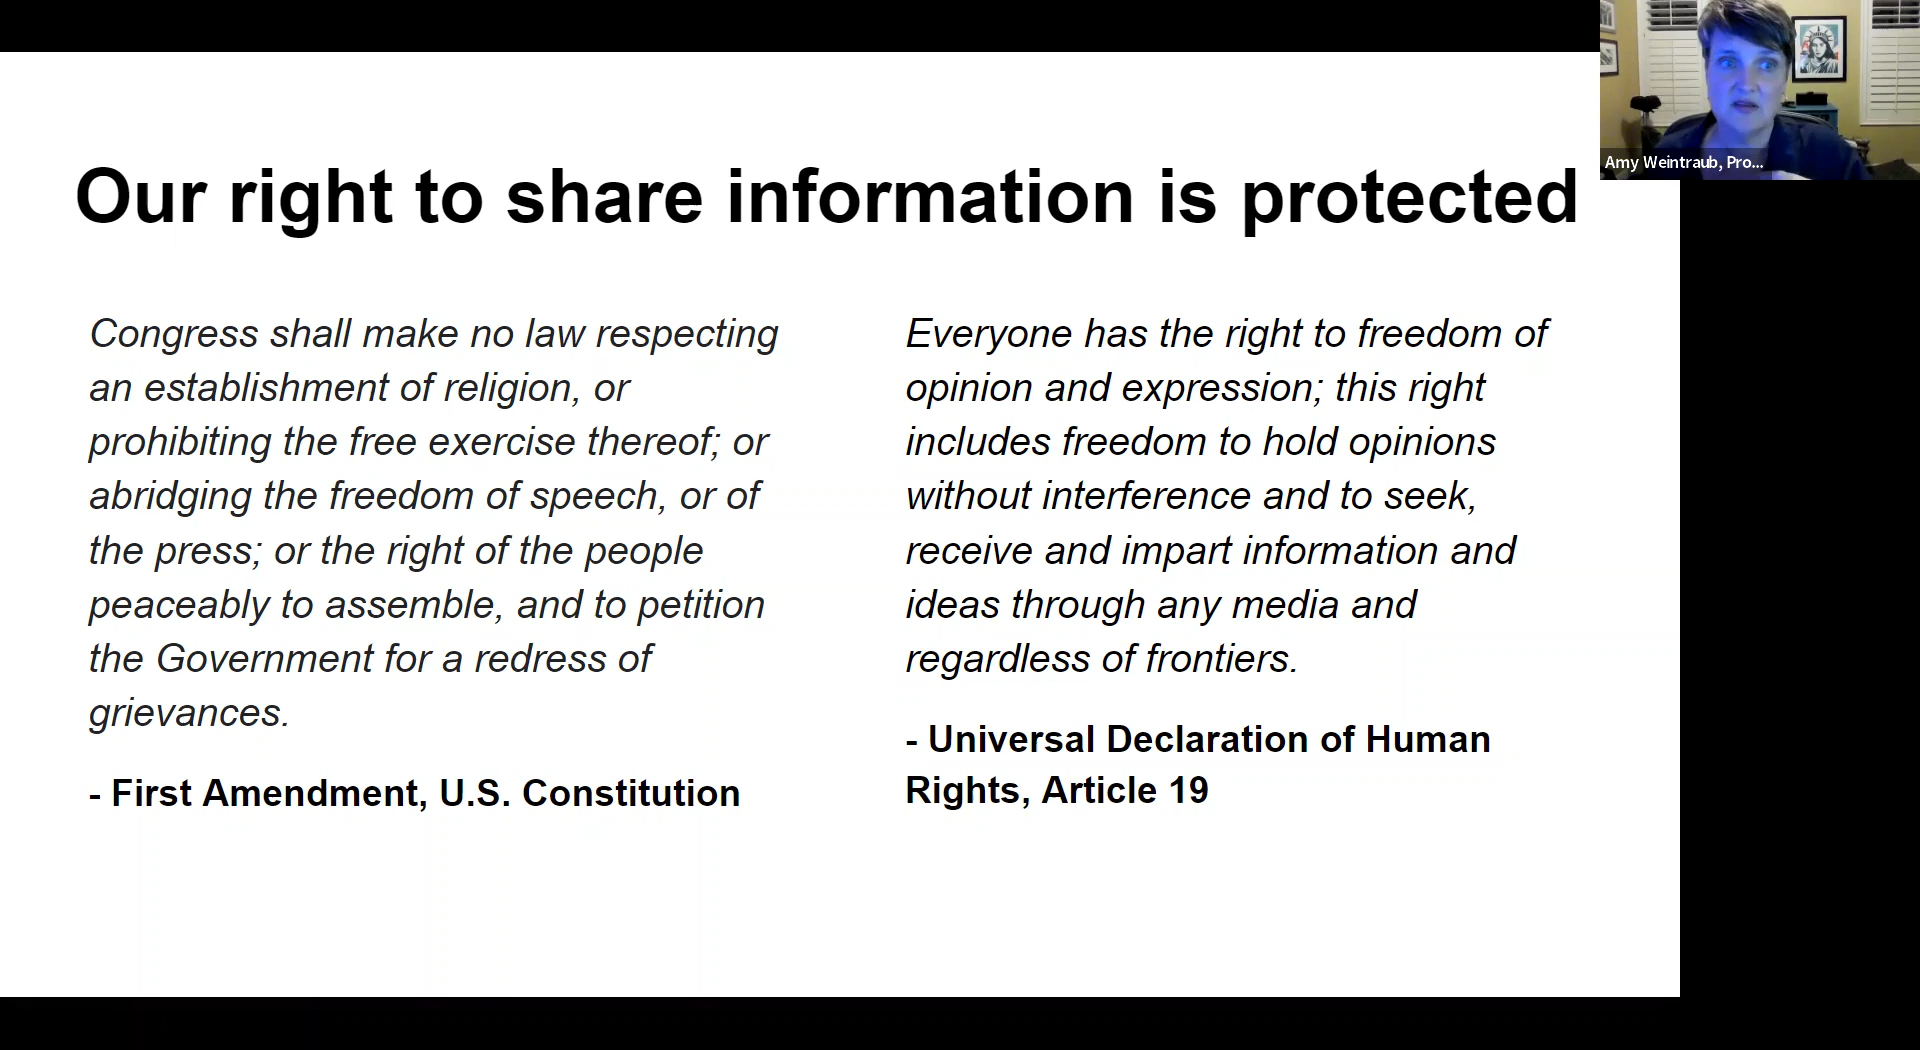 Our right to share information is protected
Congress shall make no law respecting
an establishment of religion, or
prohibiting the free exercise thereof; or
abridging the freedom of speech, or of
the press; or the right of the people
peaceably to assemble, and to petition
the Government for a redress of
grievances.
- First Amendment, U.S. Constitution
Everyone has the right to freedom of
opinion and expression; this right
includes freedom to hold opinions
without interference and to seek,
receive and impart information and
ideas through any media and
regardless of frontiers.
- Universal Declaration of Human
Rights, Article 19
Amy Weintraub, Pro...